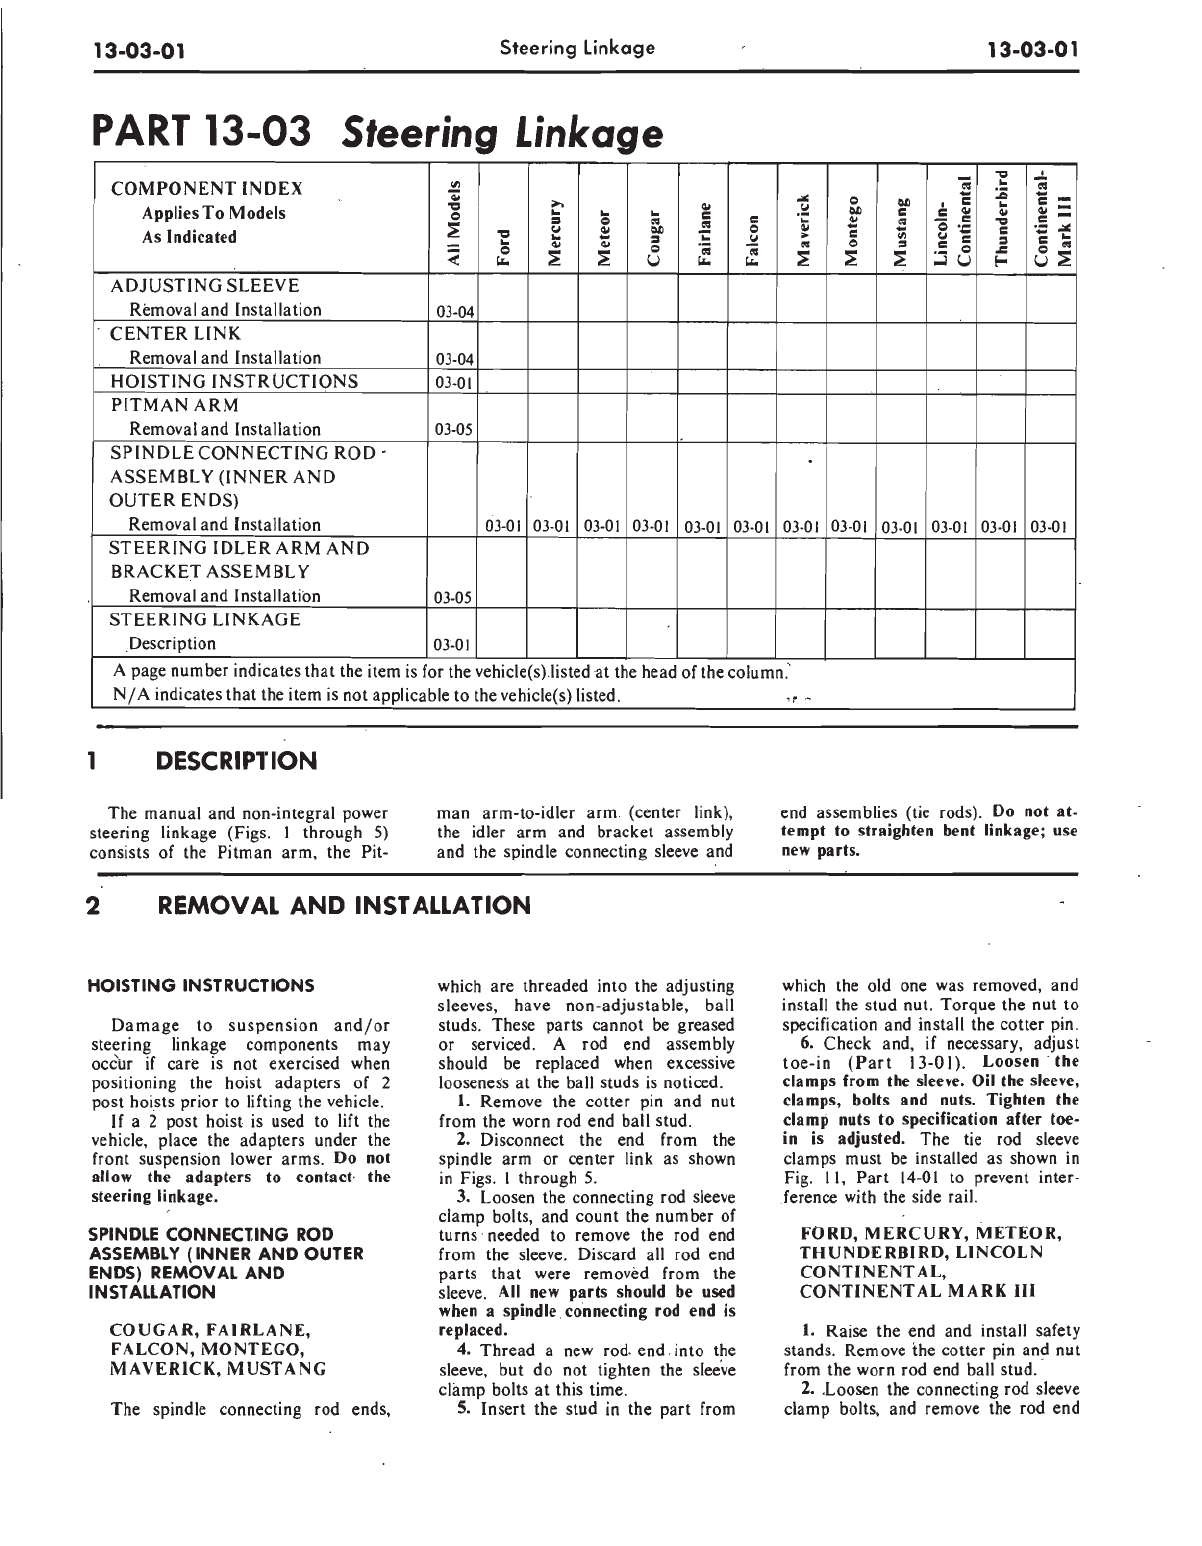 13-03-01 Steering Linkage 13-03-01
PART 13-03 Steering Linkage
COMPONENT INDEX
Applies To Models
As Indicated
All Models
Ford
Mercury
Meteor
Cougar
Fairlane
Falcon
Maverick
Montego
Mustang
Lincoln-
Continental
Thunderbird
Continental-
Mark III
ADJUSTING SLEEVE
Removal and Installation 03-04
CENTER LINK
Removal and Installation 03-04
HOISTING INSTRUCTIONS 03-01
PITMAN ARM
Removal and Installation 03-05
SPINDLE CONNECTING ROD -
ASSEMBLY (INNER AND
OUTER ENDS)
Removal and Installation 03-01 03-01 03-01 03-01 03-01 03-01 03-01 03-01 03-01 03-01 03-01 03-01
STEERING IDLER ARM AND
BRACKET ASSEMBLY
Removal and Installation 03-05
STEERING LINKAGE
Description 03-01
A page number indicates that the item is for the vehicle(s) listed at the head of the column.
N/A indicates that the item is not applicable to the vehicle(s) listed.
1 DESCRIPTION
The manual and non-integral power
steering linkage (Figs. 1 through 5)
consists of the Pitman arm, the Pit-
man arm-to-idler arm (center link),
the idler arm and bracket assembly
and the spindle connecting sleeve and
end assemblies (tie rods). Do not at-
tempt to straighten bent linkage; use
new parts.
2 REMOVAL AND INSTALLATION
HOISTING INSTRUCTIONS
Damage to suspension and/or
steering linkage components may
occur if care is not exercised when
positioning the hoist adapters of 2
post hoists prior to lifting the vehicle.
If a 2 post hoist is used to lift the
vehicle, place the adapters under the
front suspension lower arms. Do not
allow the adapters to contact the
steering linkage.
SPINDLE CONNECTING ROD
ASSEMBLY (INNER AND OUTER
ENDS) REMOVAL AND
INSTALLATION
COUGAR, FAIRLANE,
FALCON, MONTEGO,
MAVERICK, MUSTANG
The spindle connecting rod ends,
which are threaded into the adjusting
sleeves, have non-adjustable, ball
studs. These parts cannot be greased
or serviced. A rod end assembly
should be replaced when excessive
looseness at the ball studs is noticed.
1. Remove the cotter pin and nut
from the worn rod end ball stud.
2. Disconnect the end from the
spindle arm or center link as shown
in Figs. 1 through 5.
3. Loosen the connecting rod sleeve
clamp bolts, and count the number of
turns needed to remove the rod end
from the sleeve. Discard all rod end
parts that were removed from the
sleeve. All new parts should be used
when a spindle connecting rod end is
replaced.
4. Thread a new rod end into the
sleeve, but do not tighten the sleeve
clamp bolts at this time.
5. Insert the stud in the part from
which the old one was removed, and
install the stud nut. Torque the nut to
specification and install the cotter pin.
6. Check and, if necessary, adjust
toe-in (Part 13-01). Loosen the
clamps from the sleeve. Oil the sleeve,
clamps, bolts and nuts. Tighten the
clamp nuts to specification after toe-
in is adjusted. The tie rod sleeve
clamps must be installed as shown in
Fig. 11, Part 14-01 to prevent inter-
ference with the side rail.
FORD, MERCURY, METEOR,
THUNDERBIRD, LINCOLN
CONTINENTAL,
CONTINENTAL MARK III
1. Raise the end and install safety
stands. Remove the cotter pin and nut
from the worn rod end ball stud.
2. Loosen the connecting rod sleeve
clamp bolts, and remove the rod end